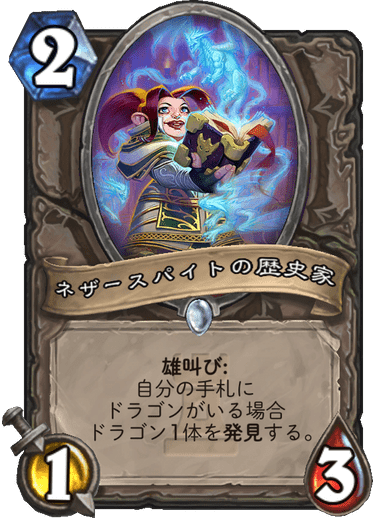 2
ネザースパイトの歴史家
雄叫び:
自分の手札に
ドラゴンがいる場合
ドラゴン1体を発見する。
1
3